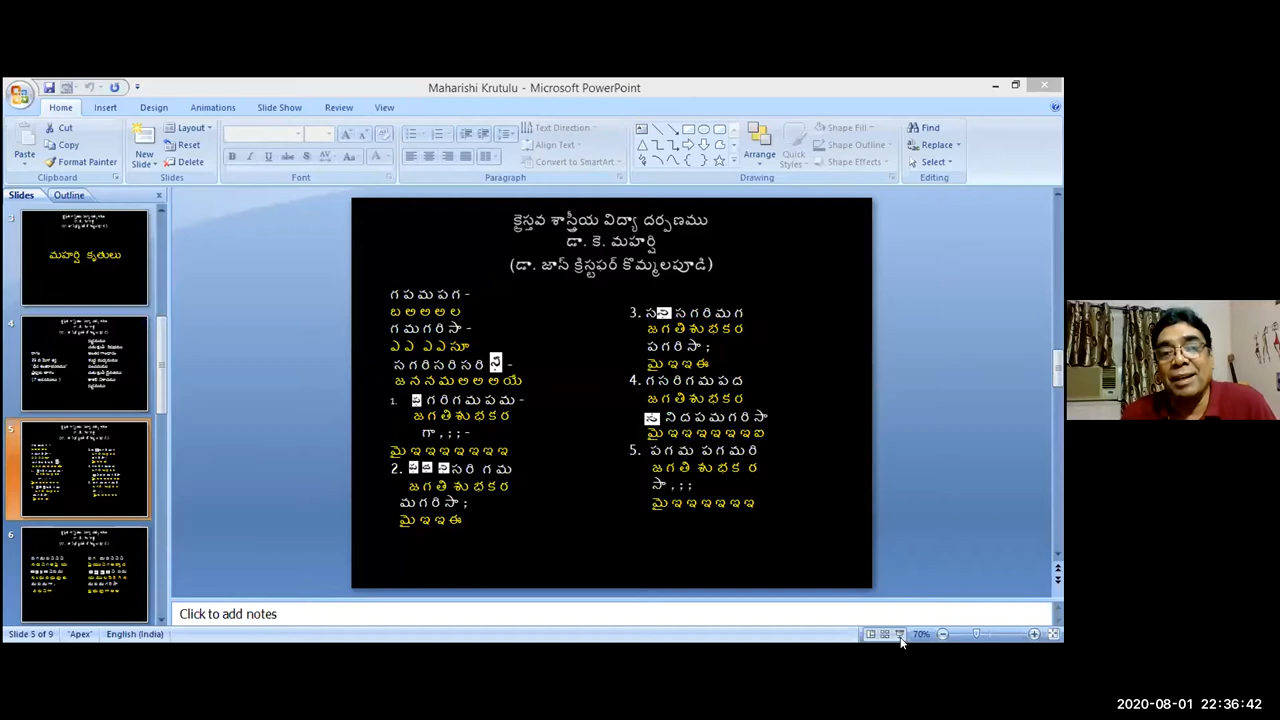 Maharishi Krutulu - Microsoft PowerPoint
Home Insert Design Animations Slide Show Review View
Cut
Copy
Format Painter
Paste
Clipboard
New Slide
Layout
Reset
Delete
Slides
Font
Text Direction
Align Text
Convert to SmartArt
Paragraph
Arrange
Quick Styles
Shape Fill
Shape Outline
Shape Effects
Drawing
Find
Replace
Select
Editing
Slides Outline
3
మహర్షి కృతులు
4
5
6
క్రైస్తవ శాస్త్రీయ విద్యా దర్పణము
డా. కె. మహర్షి
(డా. జాస్ క్రిస్టఫర్ కొమ్మలపూడి)
గ ప మ ప గ -
బ అ అ అ ల
గ మ గ రి సా -
ఎ ఎ ఎ ఎ సూ
స గ రి స రి స రి ని -
జ న న మ అ అ అ యే
1. ప గ రి గ మ ప మ -
జ గ తి శు భ క ర
గా , ; ; -
మై ఇ ఇ ఇ ఇ ఇ ఇ ఇ
2. ప ద ని స రి గ మ
జ గ తి శు భ క ర
మ గ రి సా ;
మై ఇ ఇ ఈ
3. స ని స గ రి మ గ
జ గ తి శు భ క ర
ప గ రి సా ;
మై ఇ ఇ ఈ
4. గ స రి గ మ ప ద
జ గ తి శు భ క ర
స ని ద ప మ గ రి సా
మై ఇ ఇ ఇ ఇ ఇ ఇ ఐ
5. ప గ మ ప గ మ రి
జ గ తి శు భ క ర
సా , ; ;
మై ఇ ఇ ఇ ఇ ఇ ఇ
Click to add notes
Slide 5 of 9 "Apex" English (India) 70%
2020-08-01 22:36:42